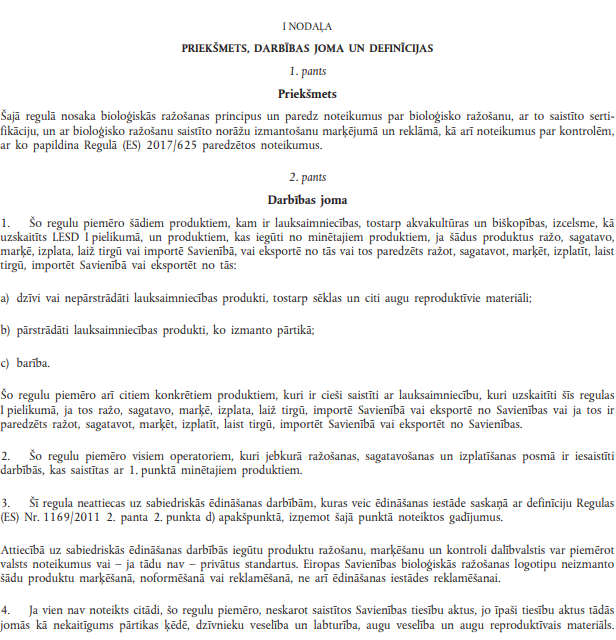 I NODAĻA
PRIEKŠMETS, DARBĪBAS JOMA UN DEFINĪCIJAS
1. pants
Priekšmets
Šajā regulā nosaka bioloģiskās ražošanas principus un paredz noteikumus par bioloģisko ražošanu, ar to saistīto serti-
fikāciju, un ar bioloģisko ražošanu saistīto norāžu izmantošanu marķējumā un reklāmā, kā arī noteikumus par kontrolēm,
ar ko papildina Regulā (ES) 2017/625 paredzētos noteikumus.
2. pants
Darbības joma
1. Šo regulu piemēro šādiem produktiem, kam ir lauksaimniecības, tostarp akvakultūras un biškopības, izcelsme, kā
uzskaitīts LESD I pielikumā, un produktiem, kas iegūti no minētajiem produktiem, ja šādus produktus ražo, sagatavo,
marķē, izplata, laiž tirgū vai importē Savienībā, vai eksportē no tās vai tos paredzēts ražot, sagatavot, marķēt, izplatīt, laist
tirgū, importēt Savienībā vai eksportēt no tās:
a) dzīvi vai nepārstrādāti lauksaimniecības produkti, tostarp sēklas un citi augu reproduktīvie materiāli;
b) pārstrādāti lauksaimniecības produkti, ko izmanto pārtikā;
c) barība.
Šo regulu piemēro arī citiem konkrētiem produktiem, kuri ir cieši saistīti ar lauksaimniecību, kuri uzskaitīti šīs regulas
I pielikumā, ja tos ražo, sagatavo, marķē, izplata, laiž tirgū, importē Savienībā vai eksportē no Savienības vai ja tos ir
paredzēts ražot, sagatavot, marķēt, izplatīt, laist tirgū, importēt Savienībā vai eksportēt no Savienības.
2. Šo regulu piemēro visiem operatoriem, kuri jebkurā ražošanas, sagatavošanas un izplatīšanas posmā ir iesaistīti
darbībās, kas saistītas ar 1. punktā minētajiem produktiem.
3. Šī regula neattiecas uz sabiedriskās ēdināšanas darbībām, kuras veic ēdināšanas iestāde saskaņā ar definīciju Regulas
(ES) Nr. 1169/2011 2. panta 2. punkta d) apakšpunktā, izņemot šajā punktā noteiktos gadījumus.
Attiecībā uz sabiedriskās ēdināšanas darbībās iegūtu produktu ražošanu, marķēšanu un kontroli dalībvalstis var piemērot
valsts noteikumus vai – ja tādu nav – privātus standartus. Eiropas Savienības bioloģiskās ražošanas logotipu neizmanto
šādu produktu marķēšanā, noformēšanā vai reklamēšanā, ne arī ēdināšanas iestādes reklamēšanai.
4. Ja vien nav noteikts citādi, šo regulu piemēro, neskarot saistītos Savienības tiesību aktus, jo īpaši tiesību aktus tādās
jomās kā nekaitīgums pārtikas ķēdē, dzīvnieku veselība un labturība, augu veselība un augu reproduktīvais materiāls.